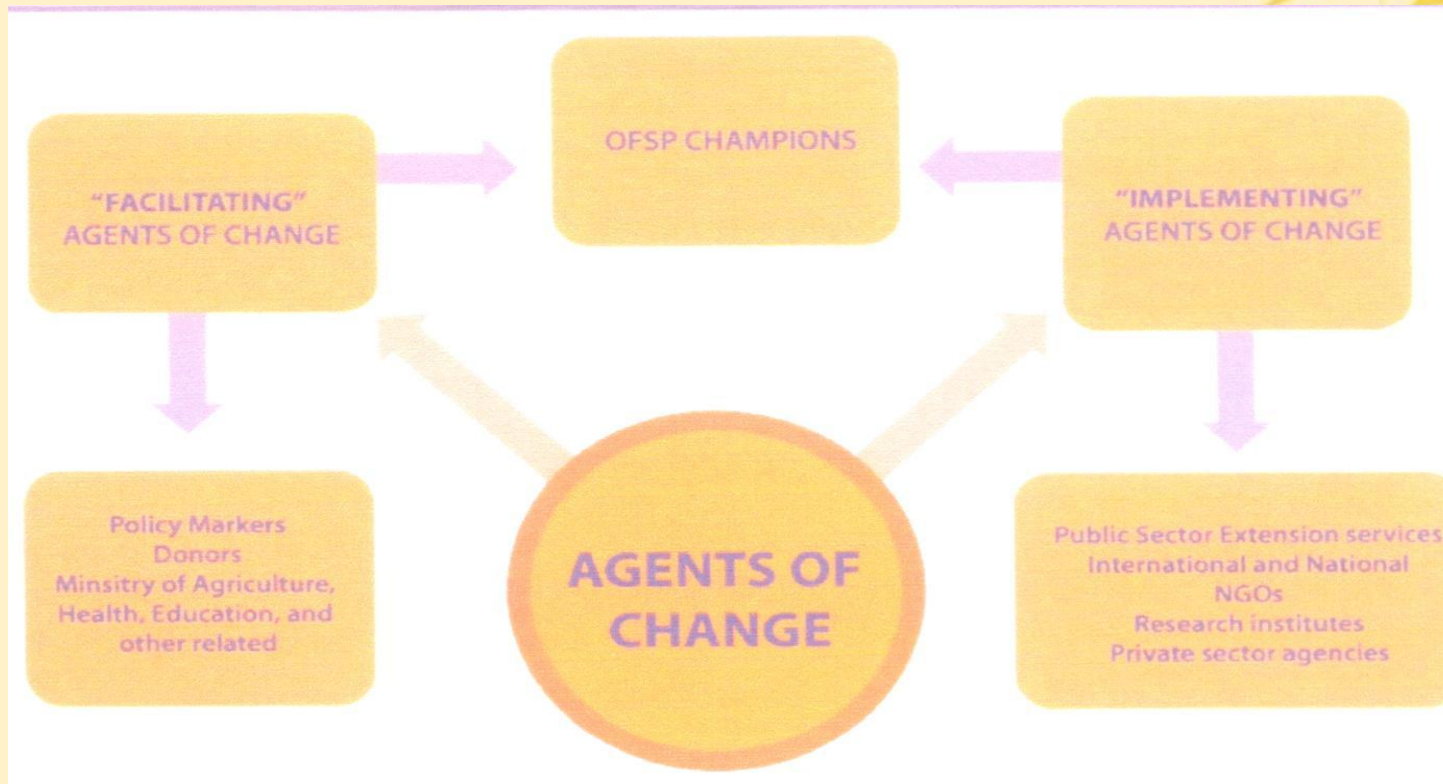 OFSP CHAMPIONS
"FACILITATING"
AGENTS OF CHANGE
"IMPLEMENTING"
AGENTS OF CHANGE
Policy Markers
Donors
Minsitry of Agriculture,
Health, Education, and
other related
AGENTS OF
CHANGE
Public Sector Extension services
International and National
NGOs
Research institutes
Private sector agencies